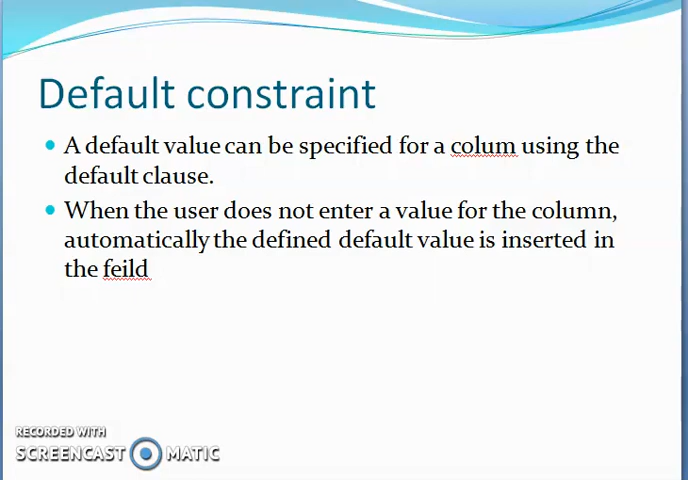 Default constraint
A default value can be specified for a colum using the
default clause.
When the user does not enter a value for the column,
automatically the defined default value is inserted in
the feild
RECORDED WITH
SCREENCAST MATIC